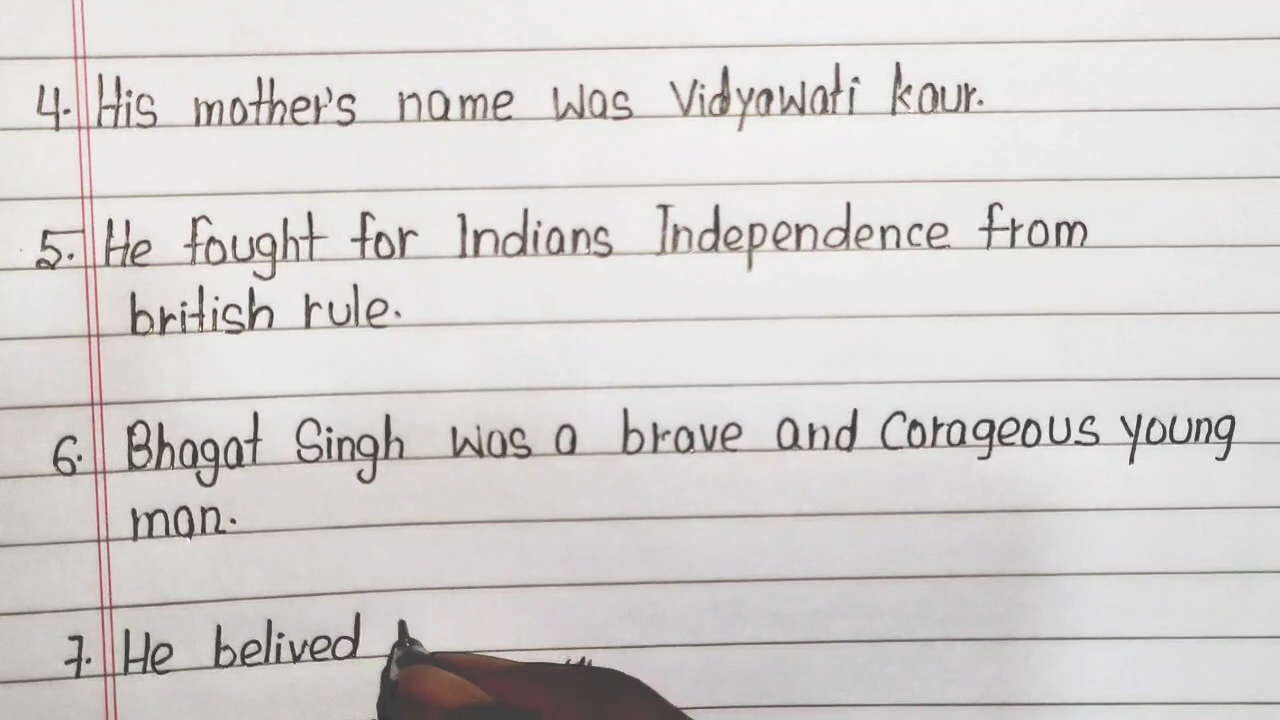 4. His mother's name was Vidyawati kaur.
5. He fought for Indians Independence from
british rule.
6. Bhagat Singh was a brave and Corageous young
man.
7. He belived